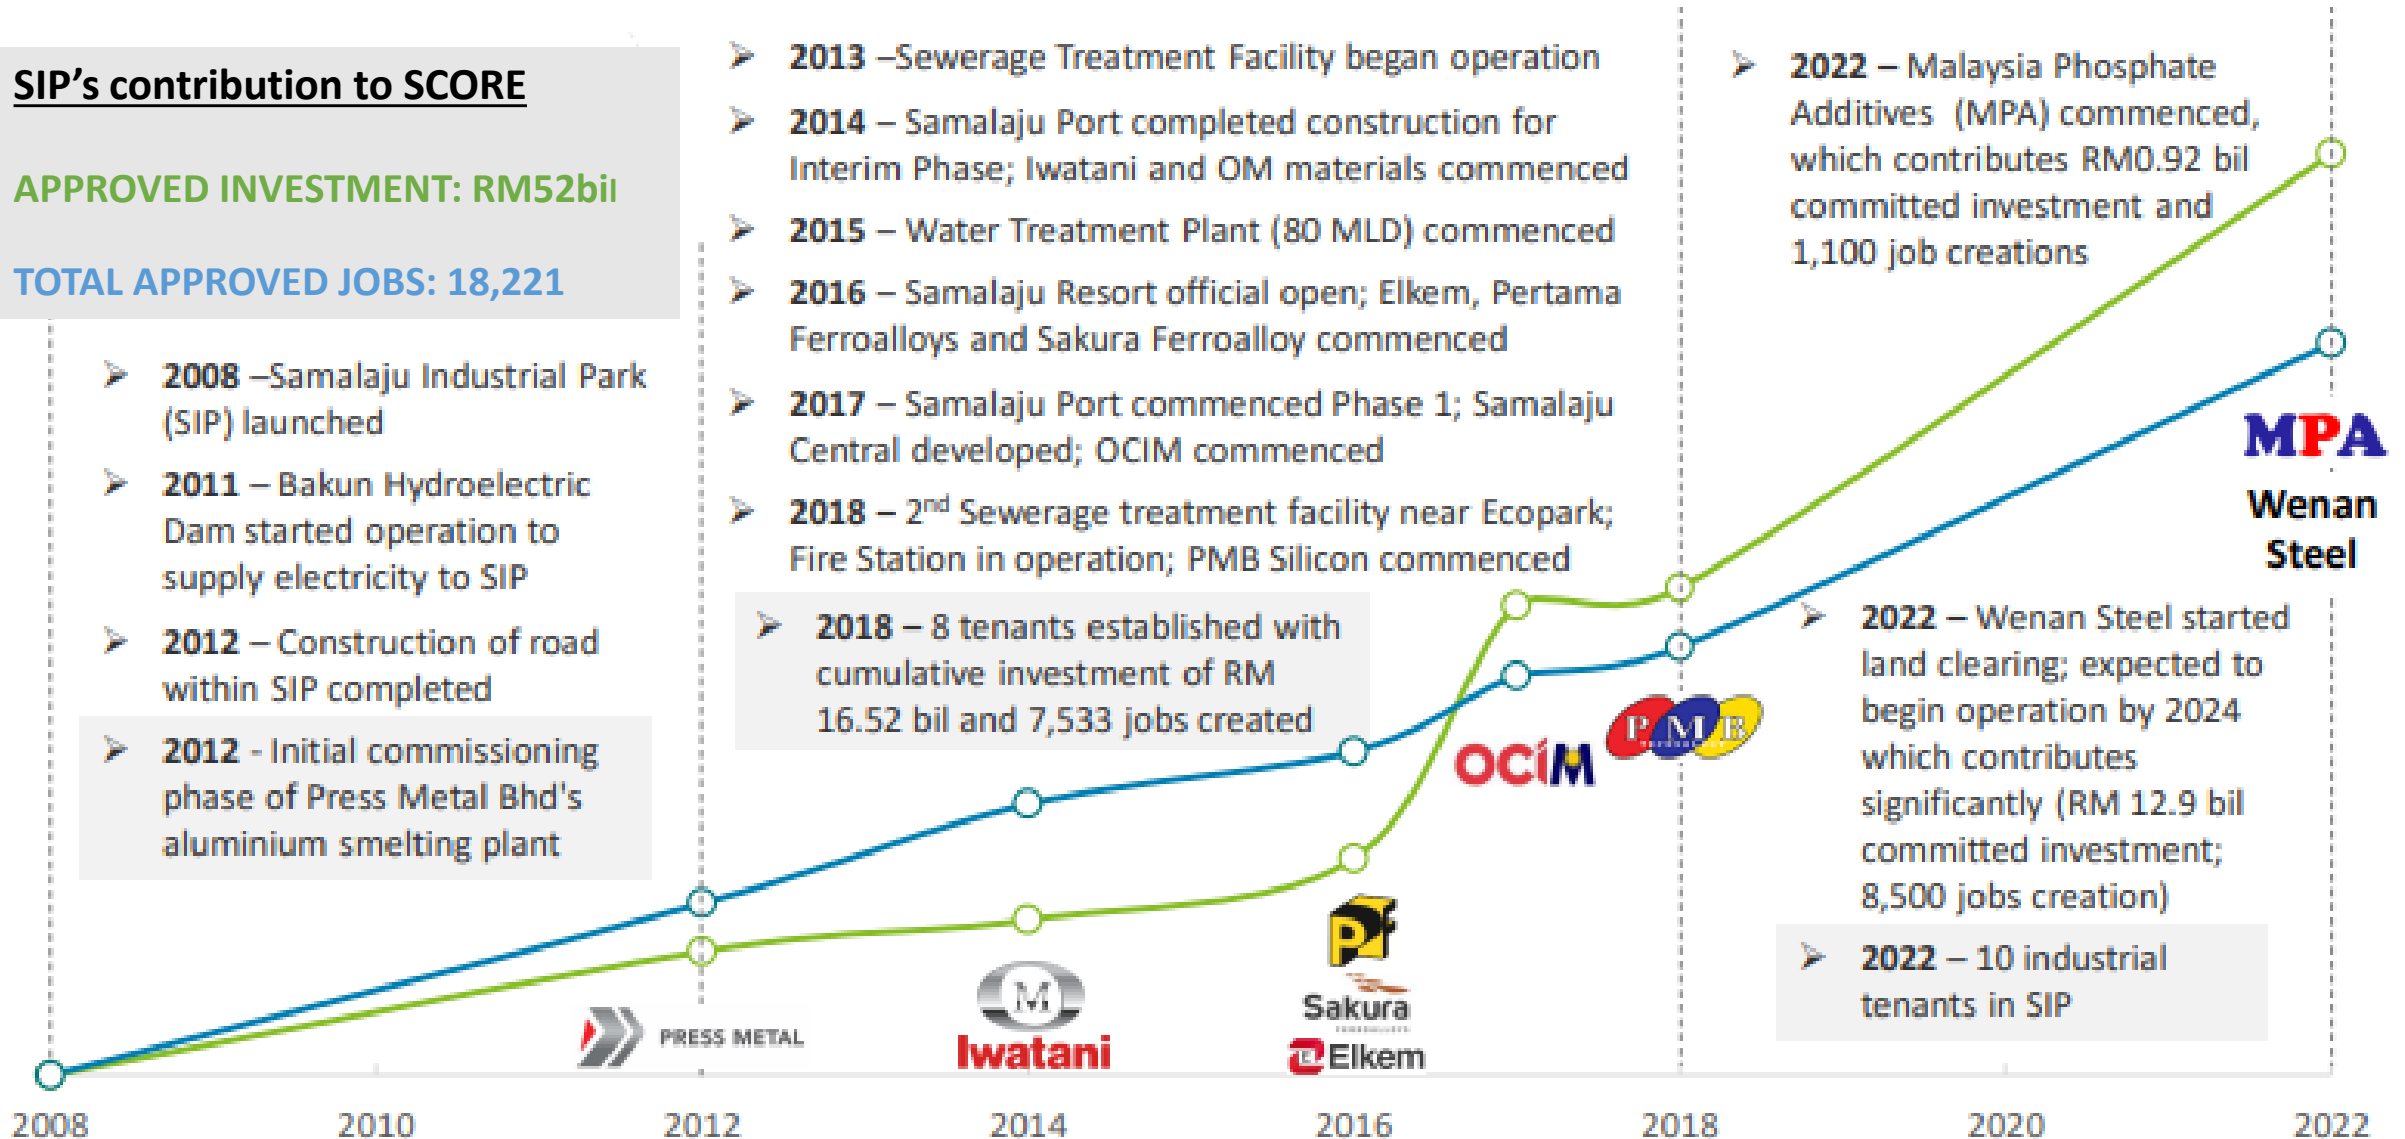 SIP's contribution to SCORE
APPROVED INVESTMENT: RM52bil
TOTAL APPROVED JOBS: 18,221
➢ 2008 –Samalaju Industrial Park
(SIP) launched
➢ 2011 – Bakun Hydroelectric
Dam started operation to
supply electricity to SIP
➢ 2012 – Construction of road
within SIP completed
➢ 2012 - Initial commissioning
phase of Press Metal Bhd's
aluminium smelting plant
➢ 2013 –Sewerage Treatment Facility began operation
➢ 2014 – Samalaju Port completed construction for
Interim Phase; Iwatani and OM materials commenced
➢ 2015 – Water Treatment Plant (80 MLD) commenced
➢ 2016 – Samalaju Resort official open; Elkem, Pertama
Ferroalloys and Sakura Ferroalloy commenced
➢ 2017 – Samalaju Port commenced Phase 1; Samalaju
Central developed; OCIM commenced
➢ 2018 – 2nd Sewerage treatment facility near Ecopark;
Fire Station in operation; PMB Silicon commenced
➢ 2018 – 8 tenants established with
cumulative investment of RM
16.52 bil and 7,533 jobs created
➢ 2022 – Malaysia Phosphate
Additives (MPA) commenced,
which contributes RM0.92 bil
committed investment and
1,100 job creations
MPA
Wenan
Steel
➢ 2022 – Wenan Steel started
land clearing; expected to
begin operation by 2024
which contributes
significantly (RM 12.9 bil
committed investment;
8,500 jobs creation)
➢ 2022 – 10 industrial
tenants in SIP
PRESS METAL
M
Iwatani
Sakura
Elkem
OCIM
PMB
2008 2010 2012 2014 2016 2018 2020 2022